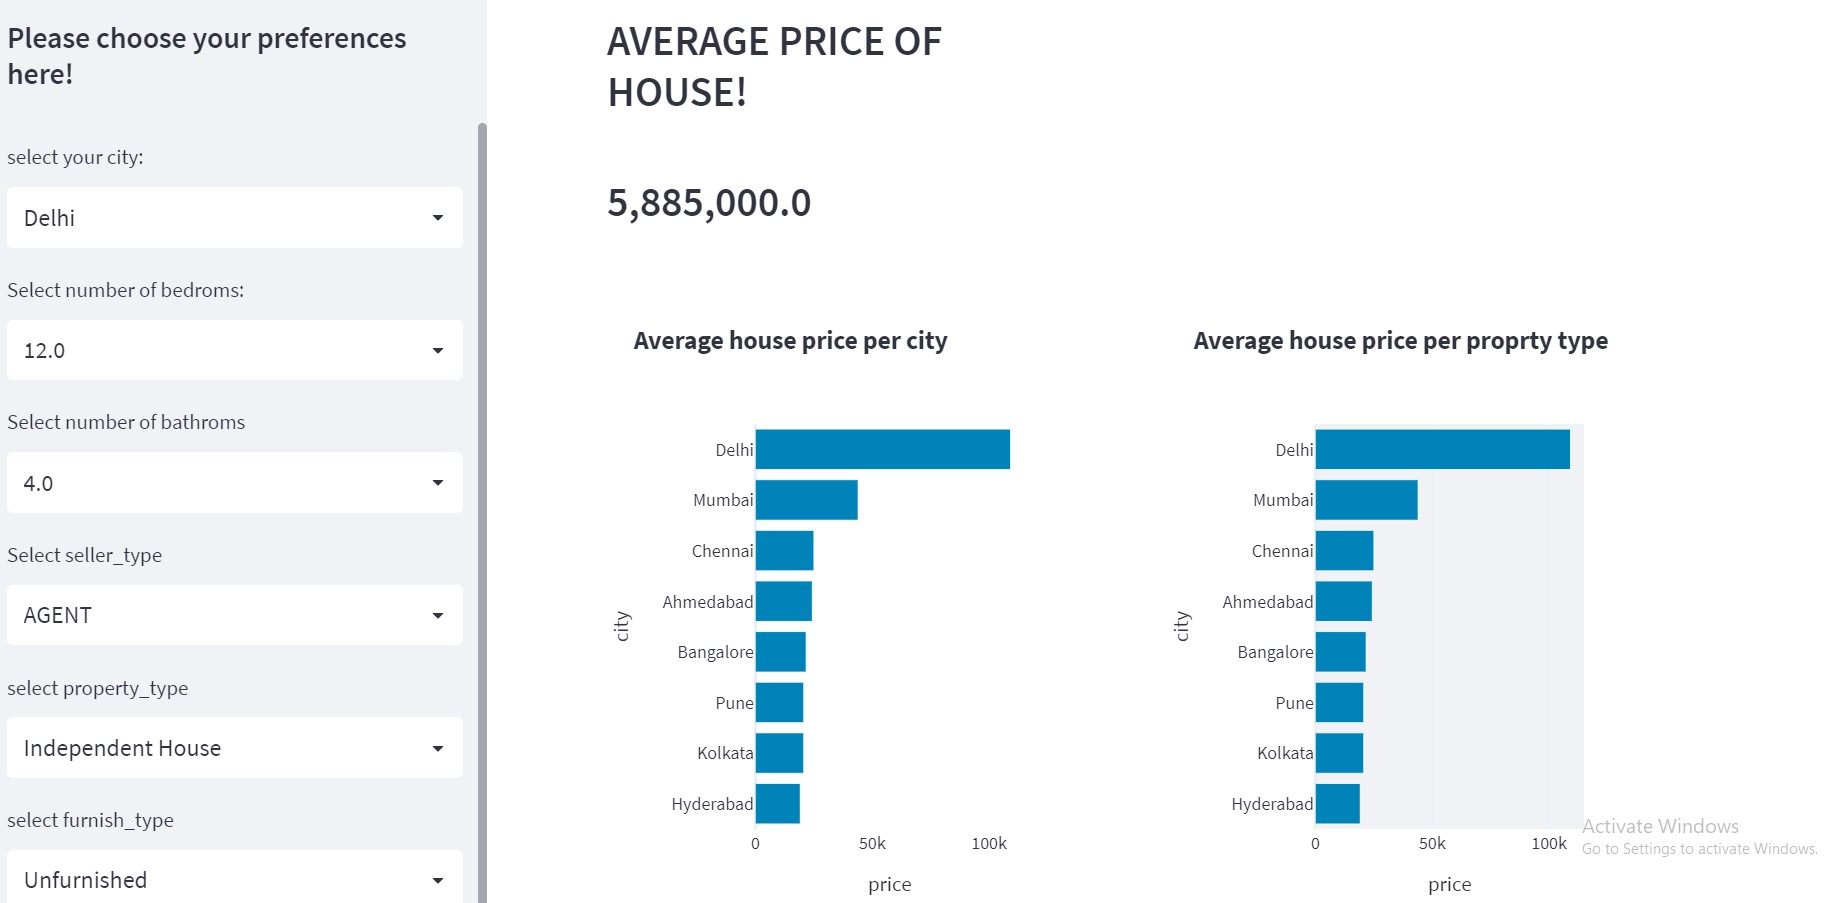 Please choose your preferences
here!
select your city:
Delhi
Select number of bedroms:
12.0
Select number of bathroms
4.0
Select seller_type
AGENT
select property_type
Independent House
select furnish_type
Unfurnished
AVERAGE PRICE OF
HOUSE!
5,885,000.0
Average house price per city
city
Delhi
Mumbai
Chennai
Ahmedabad
Bangalore
Pune
Kolkata
Hyderabad
0 50k 100k
price
Average house price per proprty type
city
Delhi
Mumbai
Chennai
Ahmedabad
Bangalore
Pune
Kolkata
Hyderabad
0 50k 100k
price
Activate Windows
Go to Settings to activate Windows.